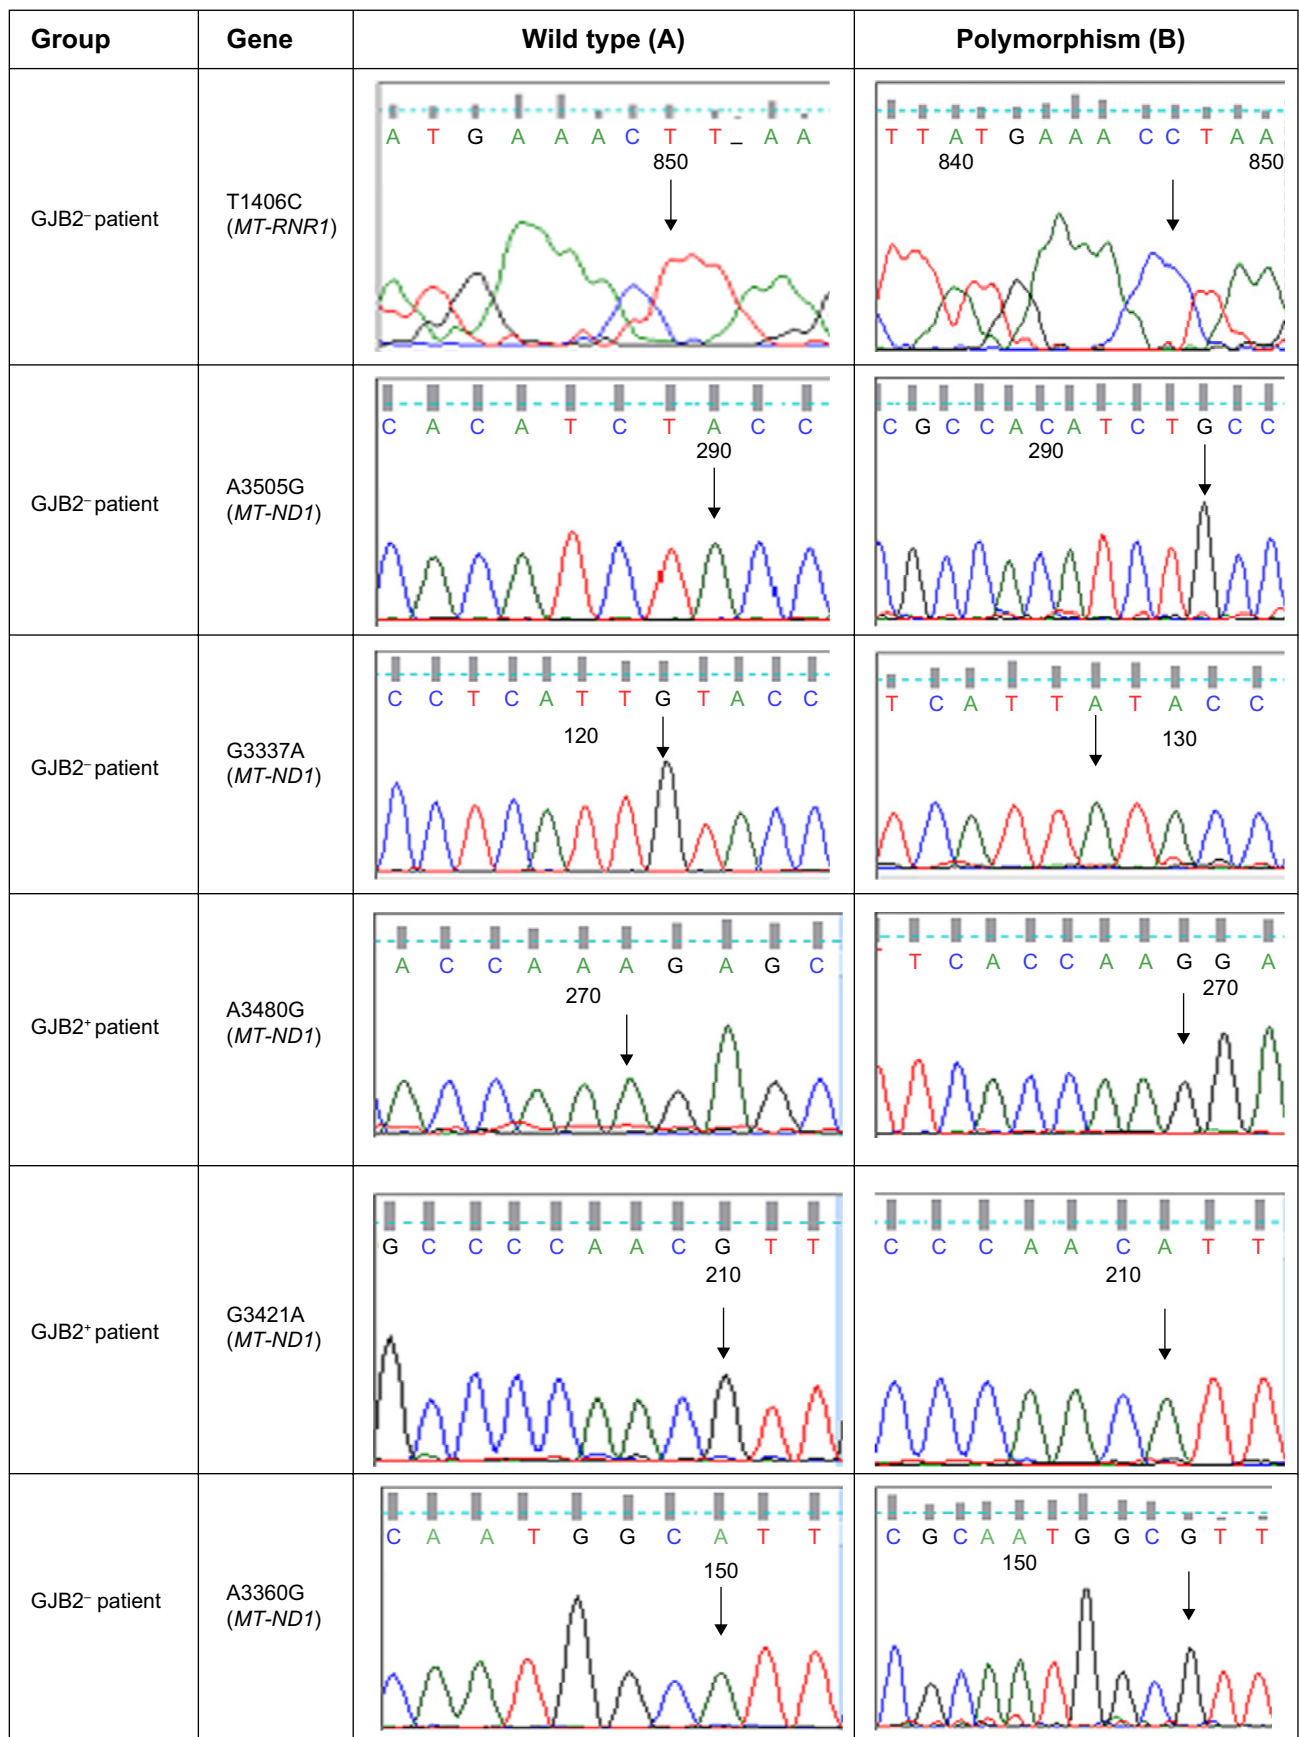 Group Gene Wild type (A) Polymorphism (B)
A T G A A A C T T _ A A
850
T T A T G A A A C C T A A
840 850
GJB2– patient
T1406C
(MT-RNR1)
C A C A T C T A C C
290
C G C C A C A T C T G C C
290
GJB2– patient
A3505G
(MT-ND1)
C C T C A T T G T A C C
120
T C A T T A T A C C
130
GJB2– patient
G3337A
(MT-ND1)
A C C A A A G A G C
270
T C A C C A A G G A
270
GJB2+ patient
A3480G
(MT-ND1)
G C C C C A A C G T T
210
C C C A A C A T T
210
GJB2+ patient
G3421A
(MT-ND1)
C A A T G G C A T T
150
C G C A A T G G C G T T
150
GJB2– patient
A3360G
(MT-ND1)